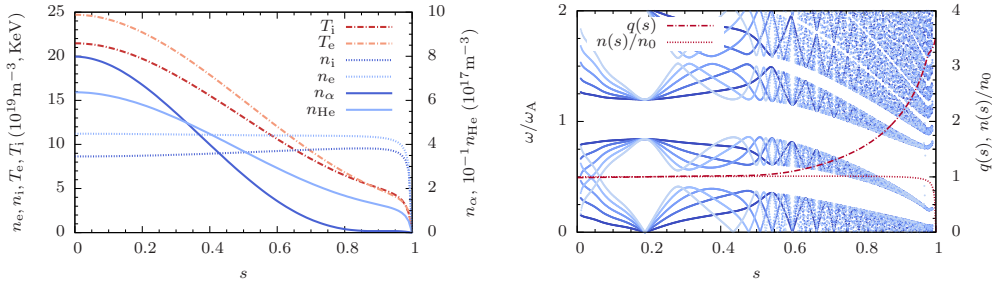 n_e, n_i, T_e, T_i (10^19 m^−3, KeV)
25
20
15
10
5
0
0
0.2
0.4
0.6
0.8
1
s
10
8
6
4
2
0
n_α, 10^−1 n_He (10^17 m^−3)
T_i
T_e
n_i
n_e
n_α
n_He
ω/ω_A
2
1
0
0
0.2
0.4
0.6
0.8
1
s
4
3
2
1
0
q(s), n(s)/n_0
q(s)
n(s)/n_0